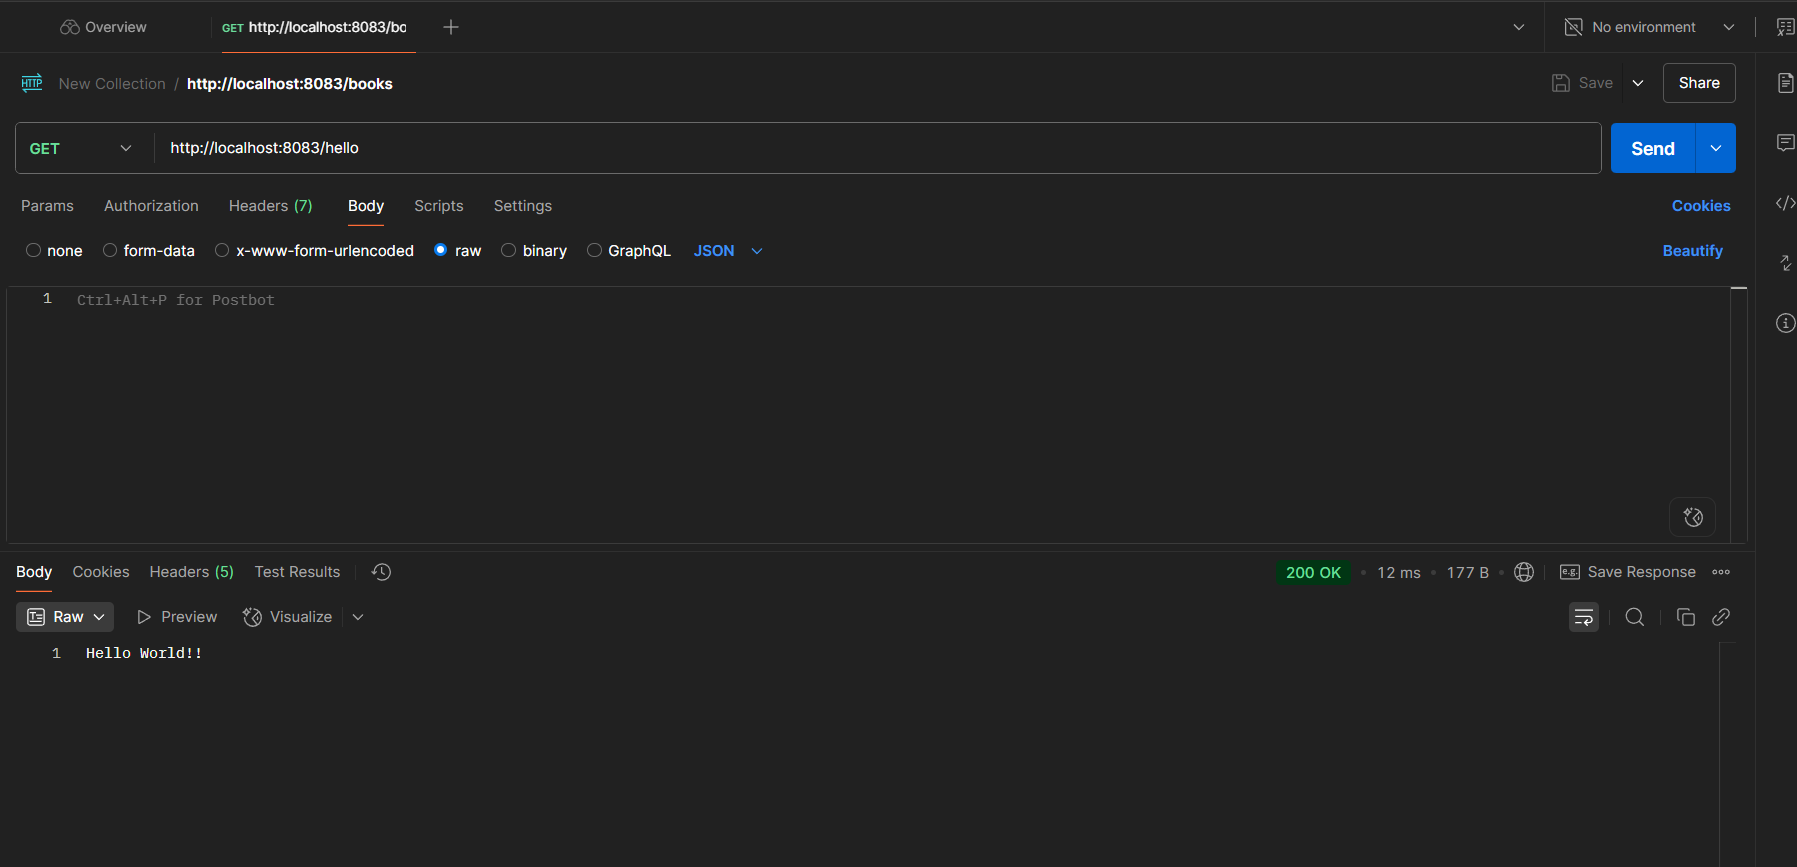 Overview GET http://localhost:8083/bo No environment
HTTP New Collection / http://localhost:8083/books Save Share
GET http://localhost:8083/hello Send
Params Authorization Headers (7) Body Scripts Settings Cookies
none form-data x-www-form-urlencoded raw binary GraphQL JSON Beautify
1 Ctrl+Alt+P for Postbot
Body Cookies Headers (5) Test Results 200 OK • 12 ms • 177 B • e.g. Save Response
Raw Preview Visualize
1 Hello World!!